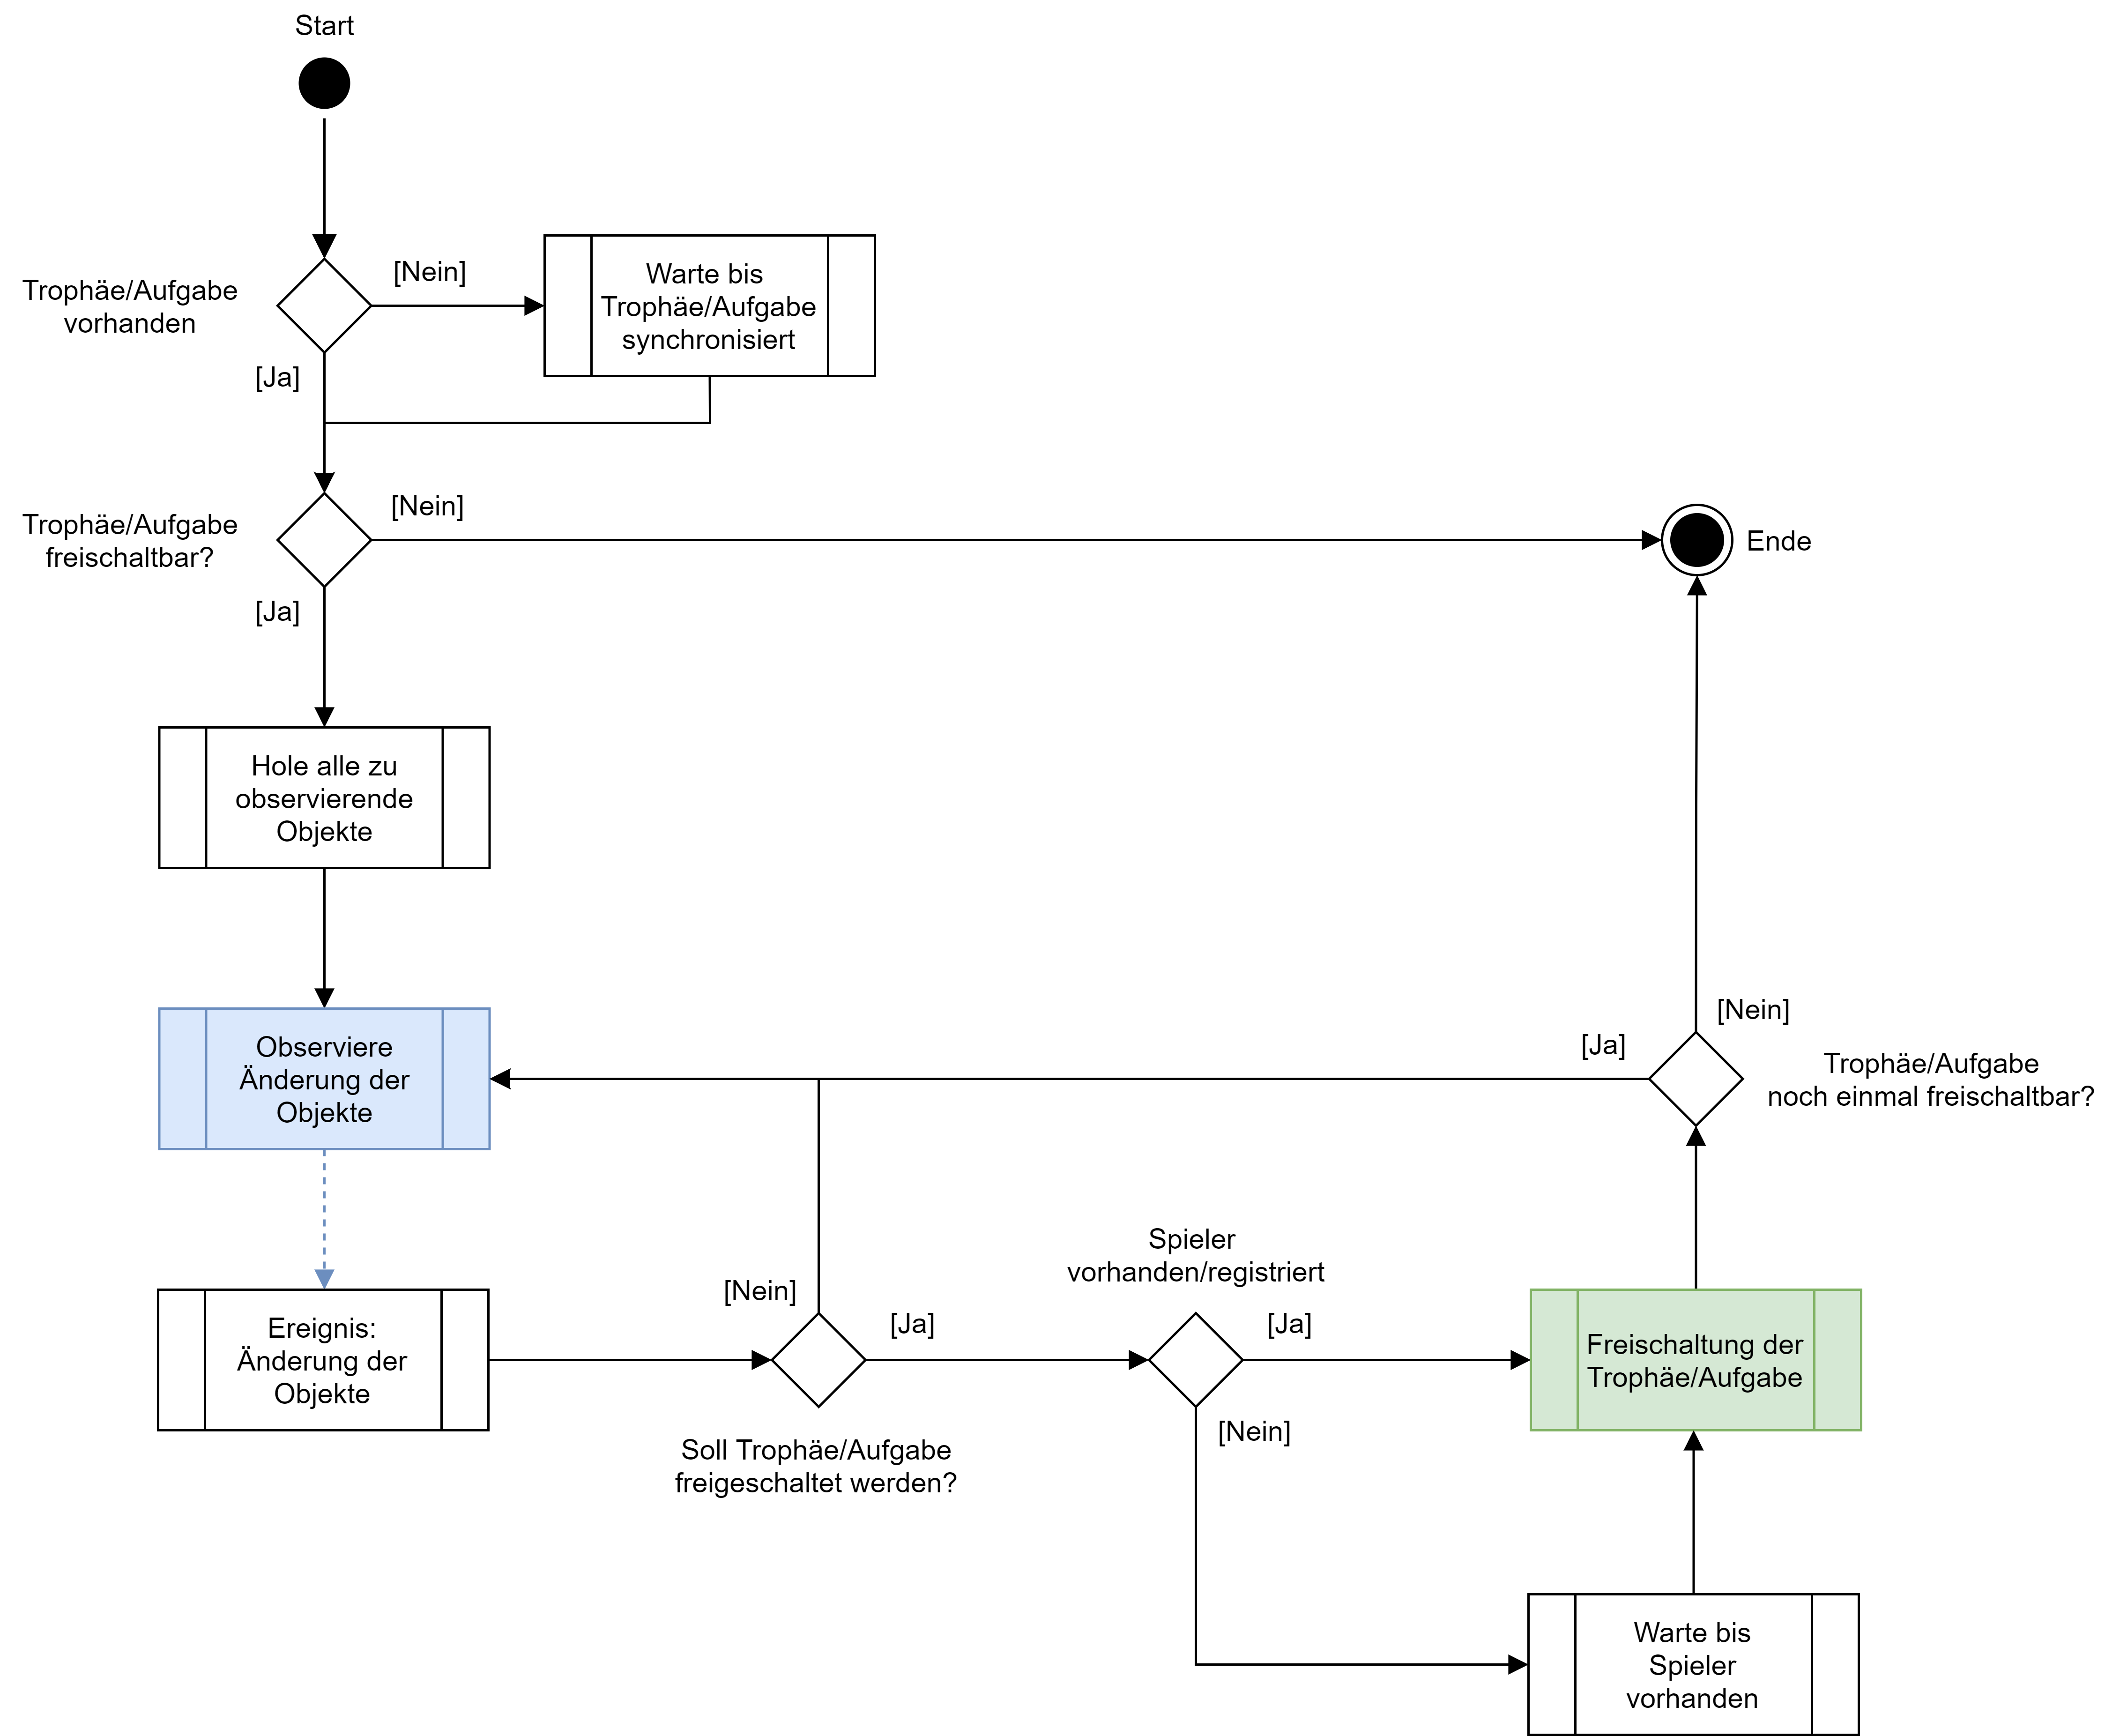 Start
Trophäe/Aufgabe
vorhanden
[Nein]
Warte bis
Trophäe/Aufgabe
synchronisiert
[Ja]
Trophäe/Aufgabe
freischaltbar?
[Nein]
Ende
[Ja]
Hole alle zu
observierende
Objekte
Observiere
Änderung der
Objekte
[Ja]
[Nein]
Trophäe/Aufgabe
noch einmal freischaltbar?
Ereignis:
Änderung der
Objekte
[Nein]
[Ja]
Soll Trophäe/Aufgabe
freigeschaltet werden?
Spieler
vorhanden/registriert
[Ja]
[Nein]
Freischaltung der
Trophäe/Aufgabe
Warte bis
Spieler
vorhanden